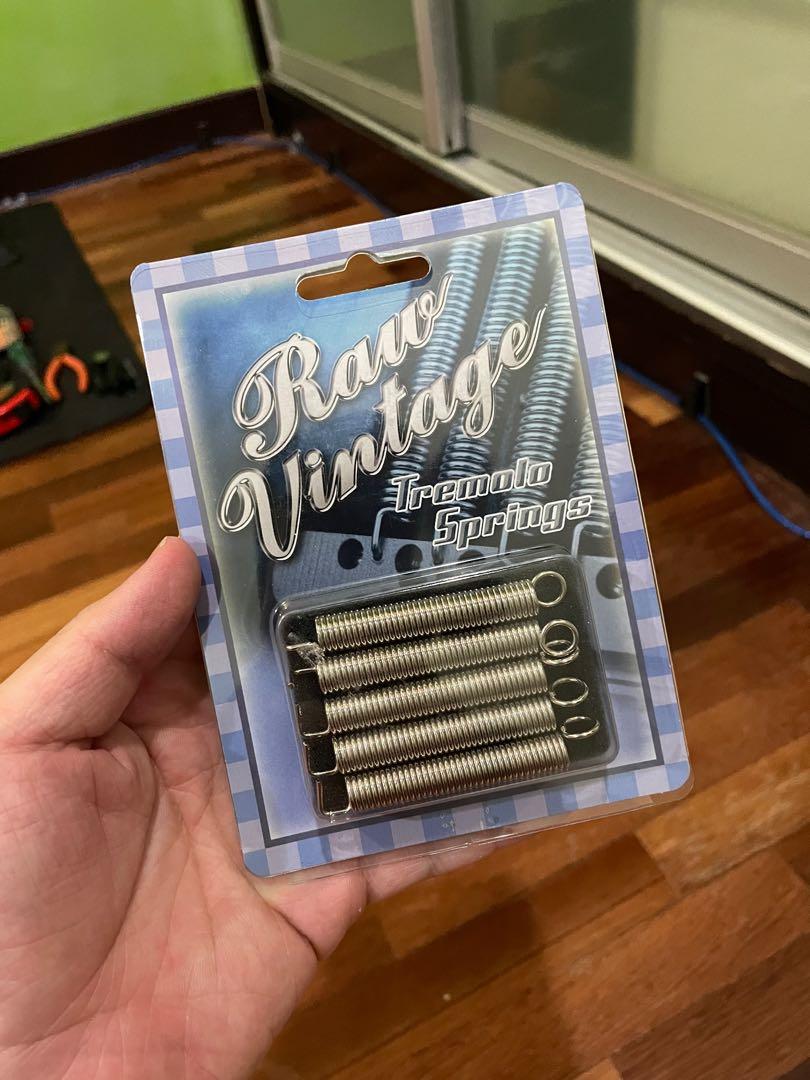 Raw
Vintage
Tremolo
Springs